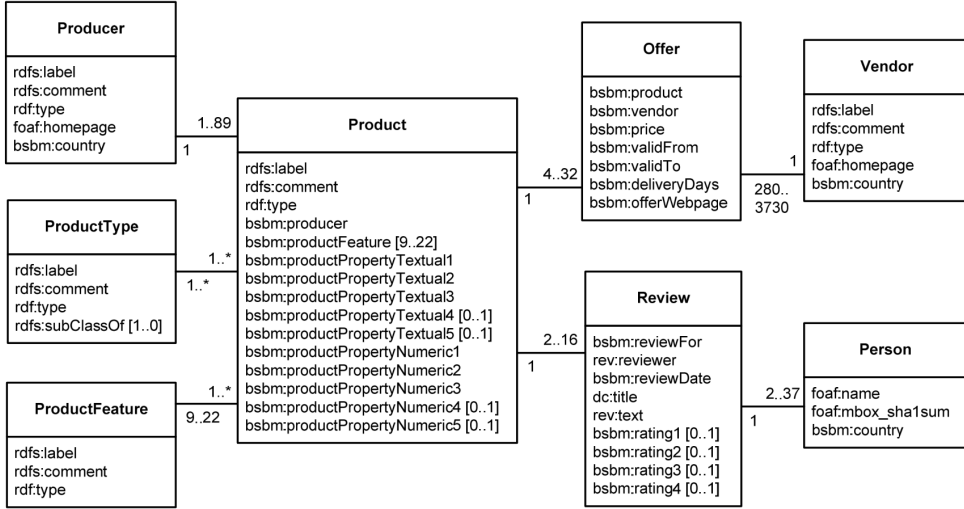 Producer
rdfs:label
rdfs:comment
rdf:type
foaf:homepage
bsbm:country
1..89
1
ProductType
rdfs:label
rdfs:comment
rdf:type
rdfs:subClassOf [1..0]
1..*
1..*
ProductFeature
rdfs:label
rdfs:comment
rdf:type
1..*
9..22
Product
rdfs:label
rdfs:comment
rdf:type
bsbm:producer
bsbm:productFeature [9..22]
bsbm:productPropertyTextual1
bsbm:productPropertyTextual2
bsbm:productPropertyTextual3
bsbm:productPropertyTextual4 [0..1]
bsbm:productPropertyTextual5 [0..1]
bsbm:productPropertyNumeric1
bsbm:productPropertyNumeric2
bsbm:productPropertyNumeric3
bsbm:productPropertyNumeric4 [0..1]
bsbm:productPropertyNumeric5 [0..1]
4..32
1
2..16
1
Offer
bsbm:product
bsbm:vendor
bsbm:price
bsbm:validFrom
bsbm:validTo
bsbm:deliveryDays
bsbm:offerWebpage
1
280..
3730
Vendor
rdfs:label
rdfs:comment
rdf:type
foaf:homepage
bsbm:country
Review
bsbm:reviewFor
rev:reviewer
bsbm:reviewDate
dc:title
rev:text
bsbm:rating1 [0..1]
bsbm:rating2 [0..1]
bsbm:rating3 [0..1]
bsbm:rating4 [0..1]
2..37
1
Person
foaf:name
foaf:mbox_sha1sum
bsbm:country